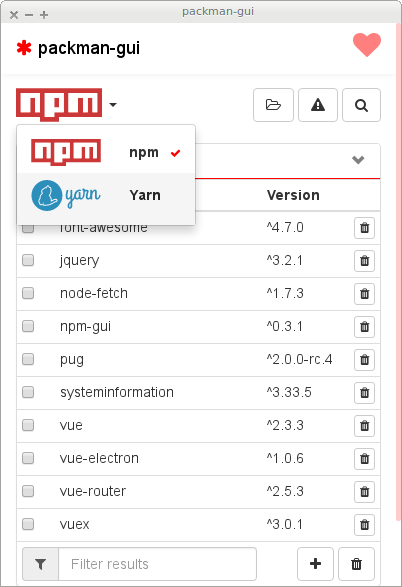 packman-gui
packman-gui
npm
npm npm
yarn Yarn
Version
font-awesome ^4.7.0
jquery ^3.2.1
node-fetch ^1.7.3
npm-gui ^0.3.1
pug ^2.0.0-rc.4
systeminformation ^3.33.5
vue ^2.3.3
vue-electron ^1.0.6
vue-router ^2.5.3
vuex ^3.0.1
Filter results